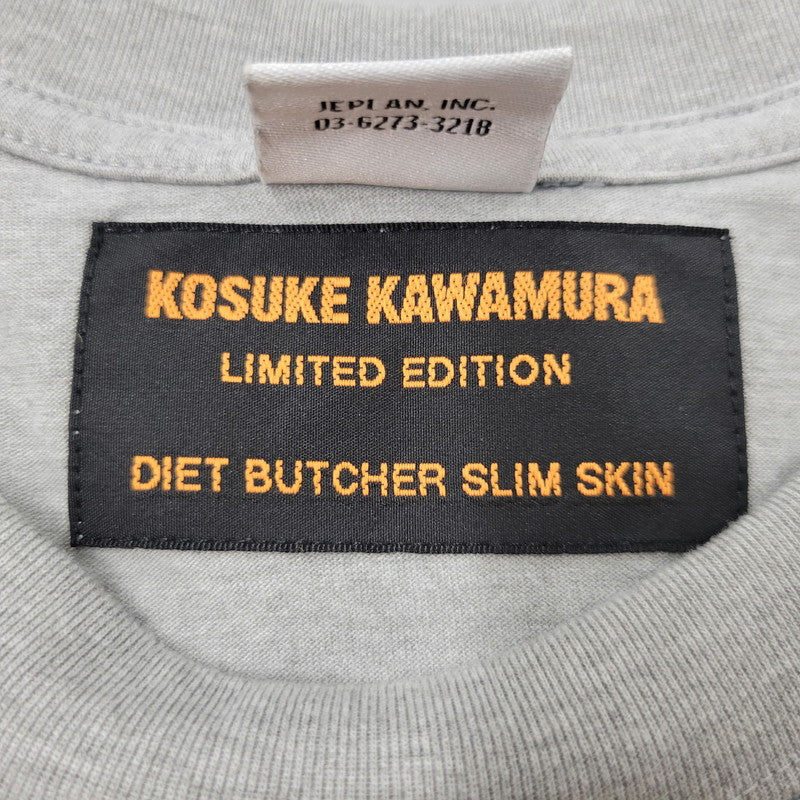 JEPLAN, INC.
03-6273-3218
KOSUKE KAWAMURA
LIMITED EDITION
DIET BUTCHER SLIM SKIN